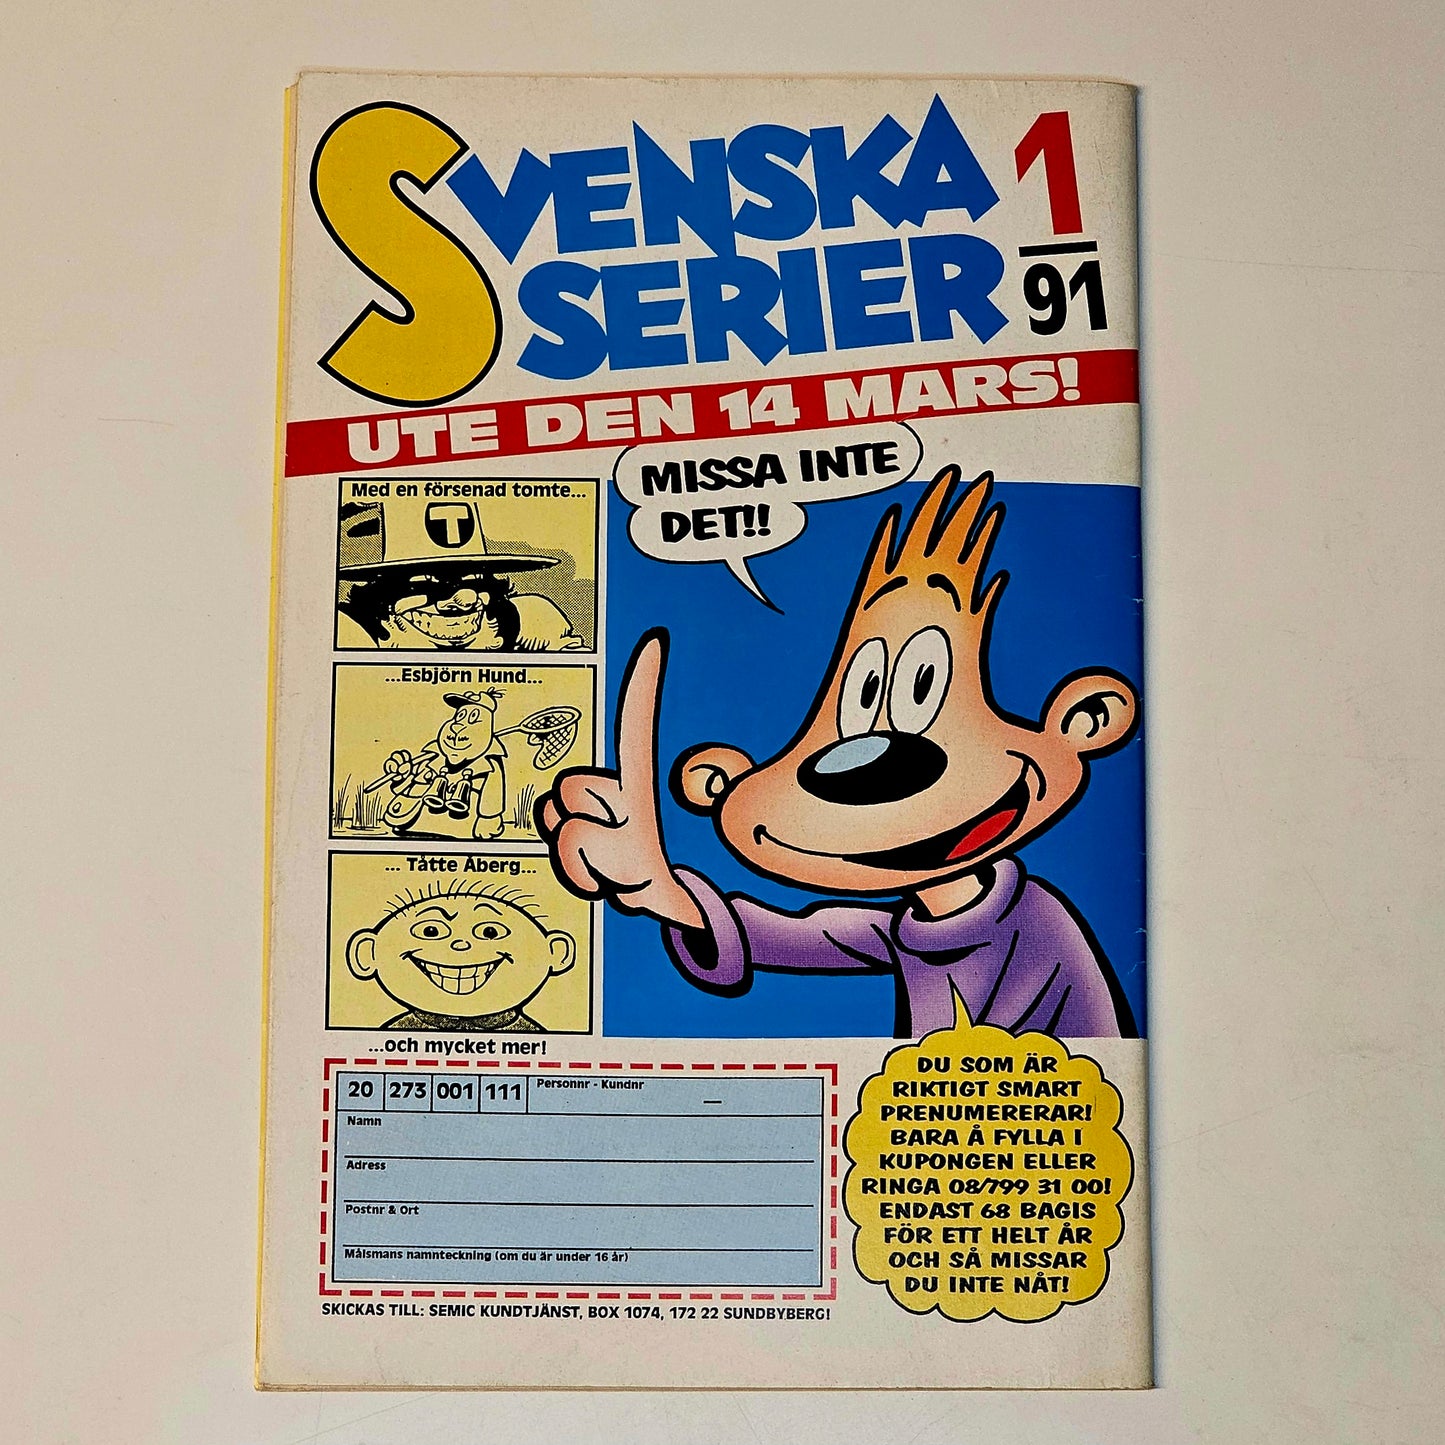 SVENSKA
SERIER
1
91
UTE DEN 14 MARS!
MISSA INTE
DET!!
Med en försenad tomte...
T
...Esbjörn Hund...
... Tåtte Åberg...
...och mycket mer!
20 273 001 111 Personnr - Kundnr —
Namn
Adress
Postnr & Ort
Målsmans namnteckning (om du är under 16 år)
SKICKAS TILL: SEMIC KUNDTJÄNST, BOX 1074, 172 22 SUNDBYBERG!
DU SOM ÄR
RIKTIGT SMART
PRENUMERERAR!
BARA Å FYLLA I
KUPONGEN ELLER
RINGA 08/799 31 00!
ENDAST 68 BAGIS
FÖR ETT HELT ÅR
OCH SÅ MISSAR
DU INTE NÅT!